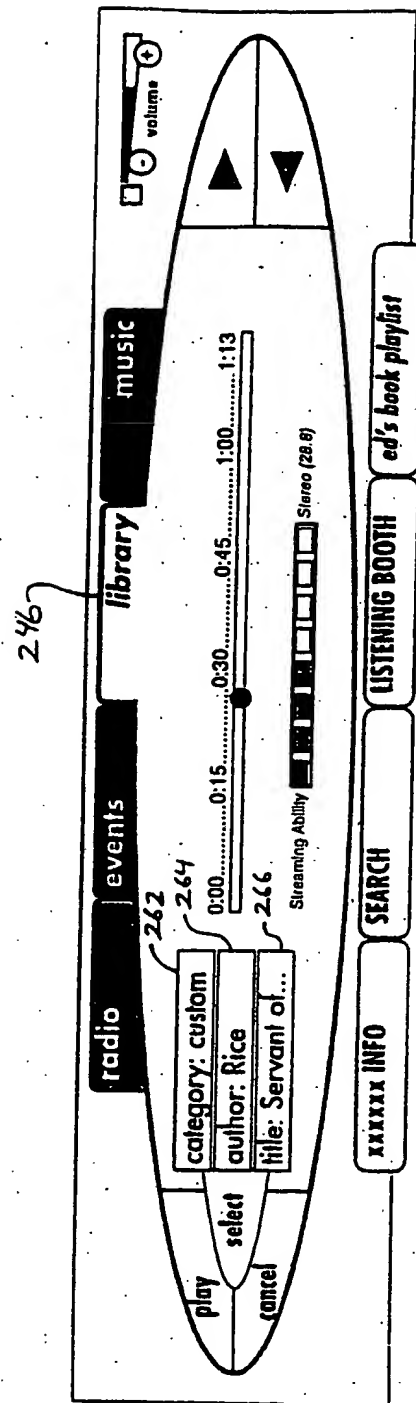 246
radio
events
library
music
volume
play
select
cancel
category: custom
author: Rice
title: Servant of...
262
264
266
0:00..........0:15..........0:30..........0:45..........1:00..........1:13
Streaming Ability
Stereo (28.8)
xxxxxx INFO
SEARCH
LISTENING BOOTH
ed's book playlist